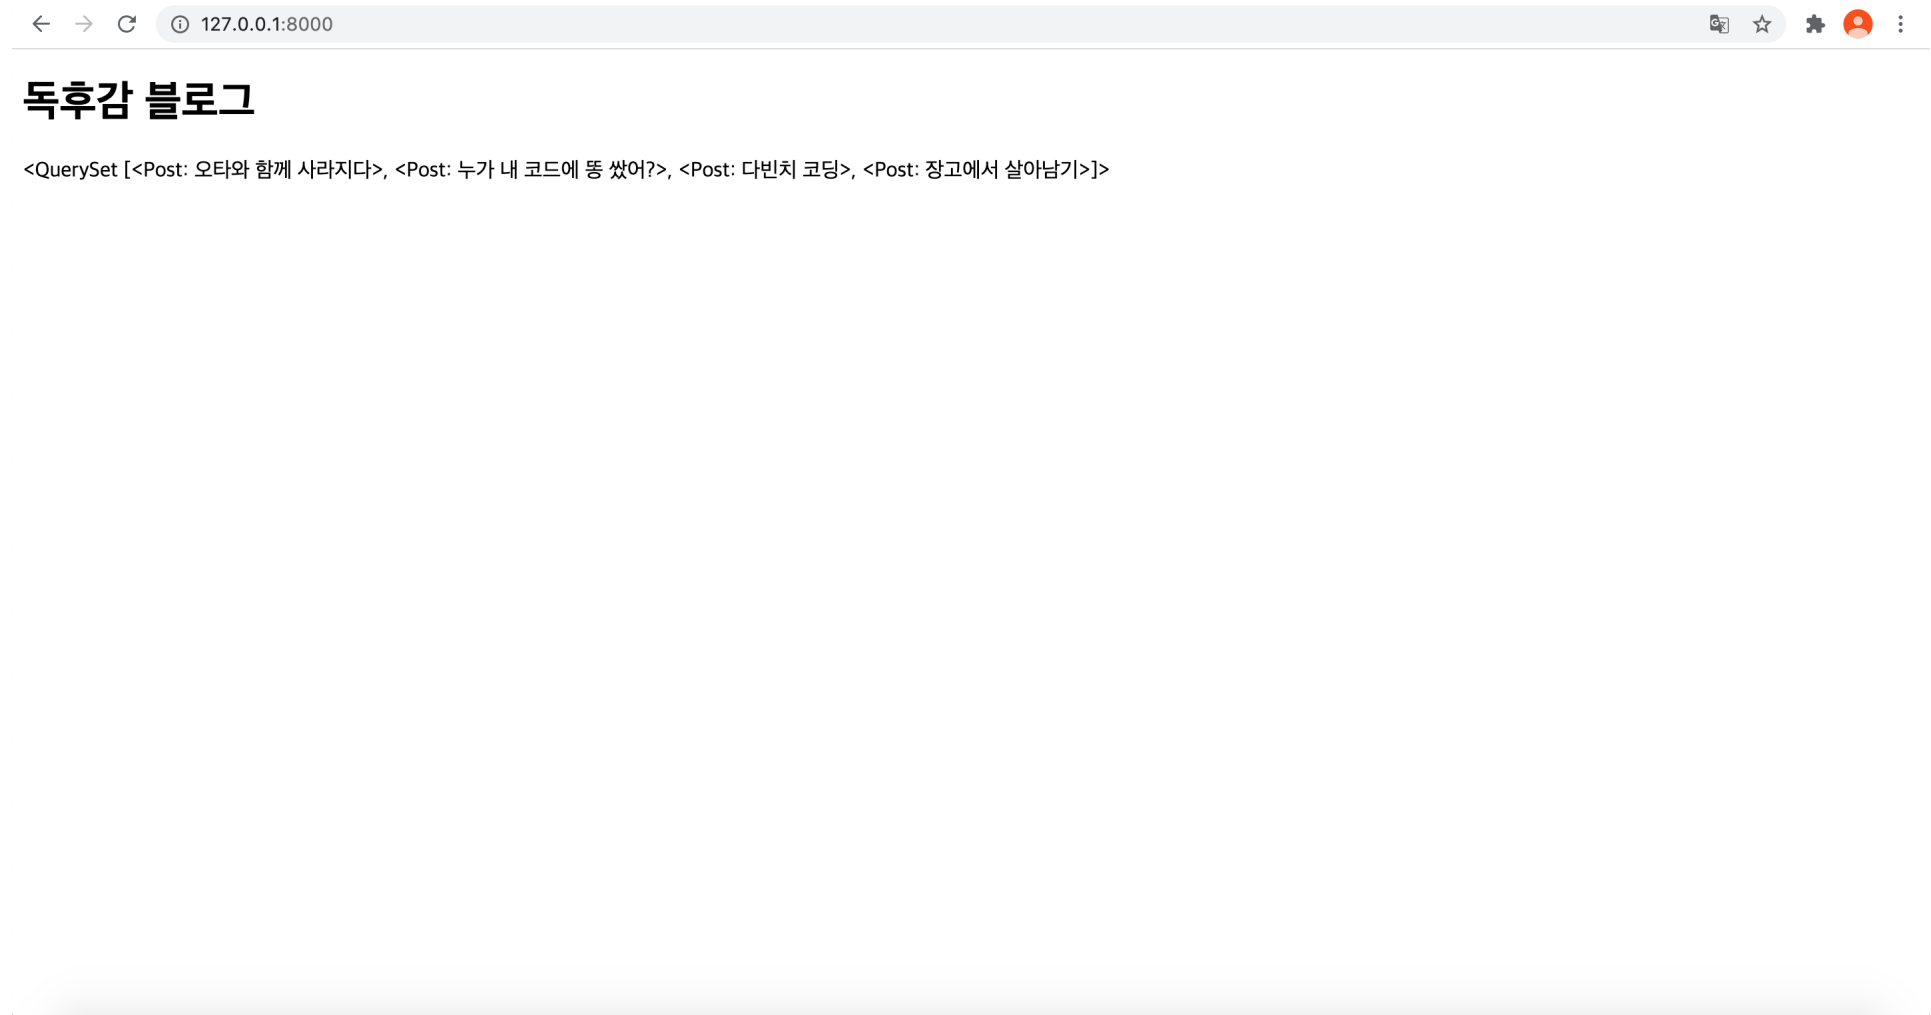 127.0.0.1:8000
독후감 블로그
<QuerySet [<Post: 오타와 함께 사라지다>, <Post: 누가 내 코드에 똥 쌌어?>, <Post: 다빈치 코딩>, <Post: 장고에서 살아남기>]>